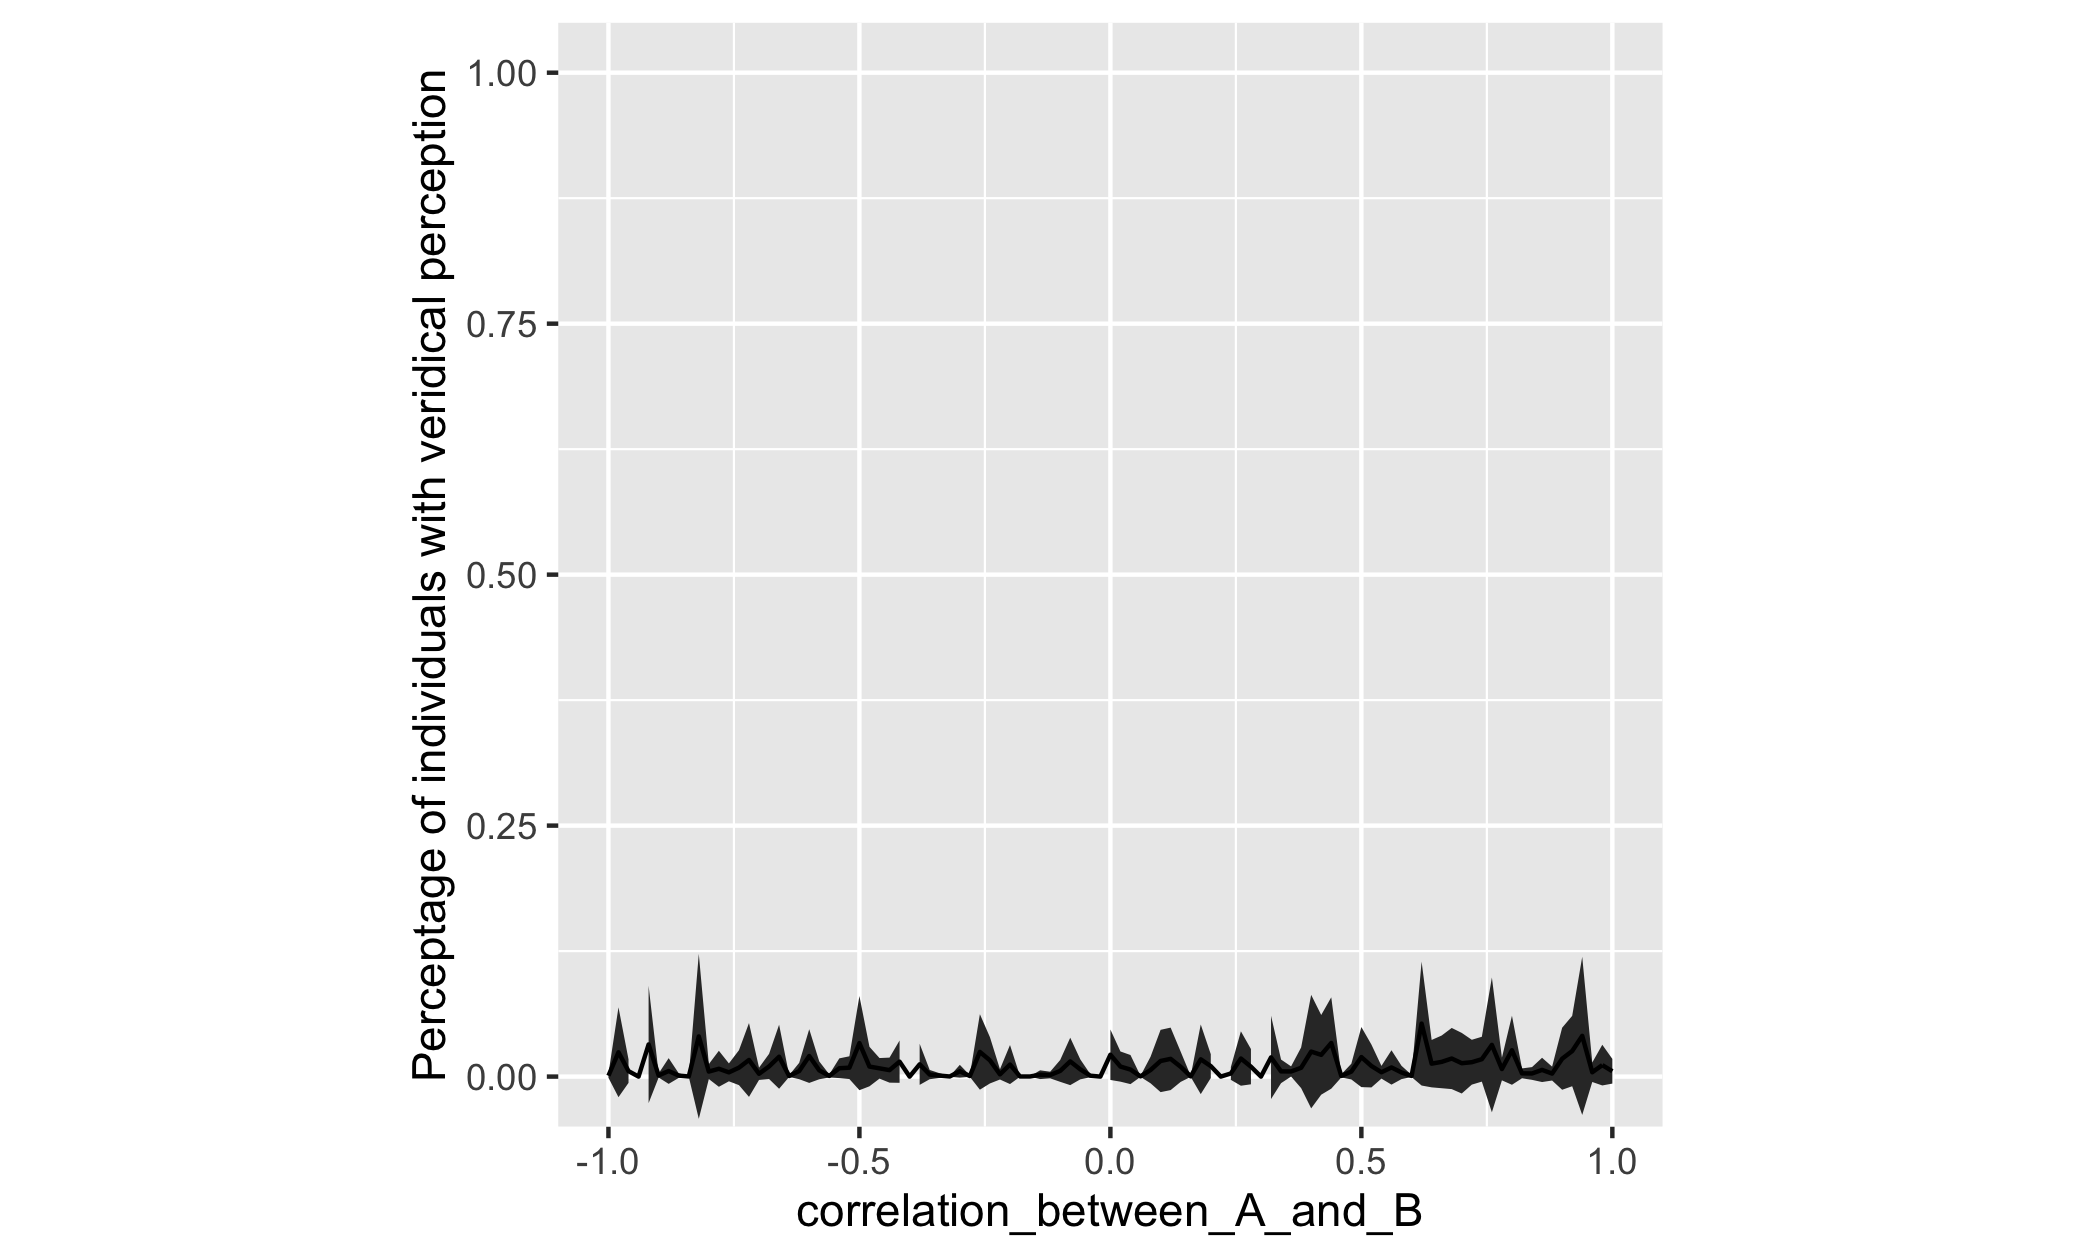 Perceptage of individuals with veridical perception
1.00
0.75
0.50
0.25
0.00
-1.0 -0.5 0.0 0.5 1.0
correlation_between_A_and_B